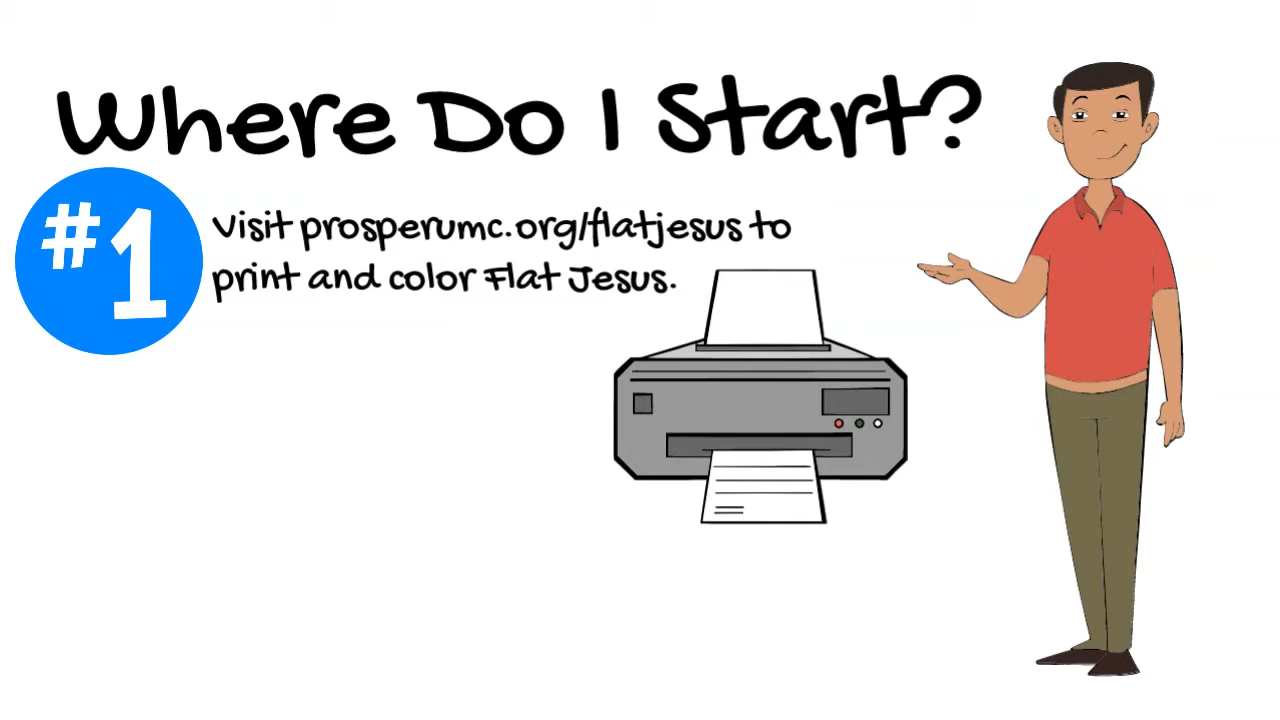 Where Do I Start?
#1
Visit prosperumc.org/flatjesus to
print and color Flat Jesus.